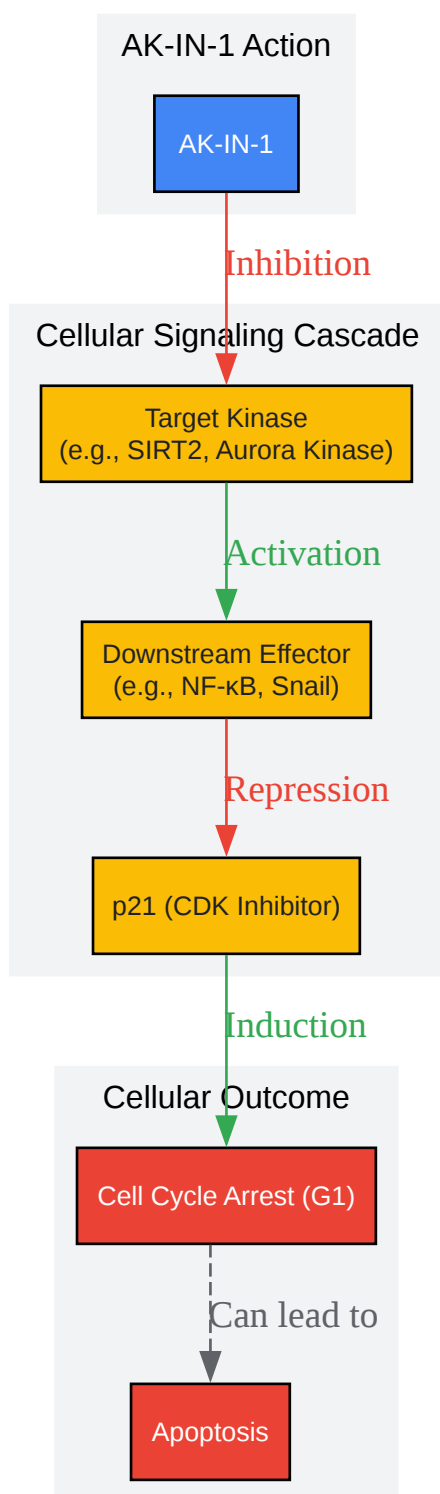 AK-IN-1 Action
AK-IN-1
Inhibition
Cellular Signaling Cascade
Target Kinase
(e.g., SIRT2, Aurora Kinase)
Activation
Downstream Effector
(e.g., NF-κB, Snail)
Repression
p21 (CDK Inhibitor)
Induction
Cellular Outcome
Cell Cycle Arrest (G1)
Can lead to
Apoptosis